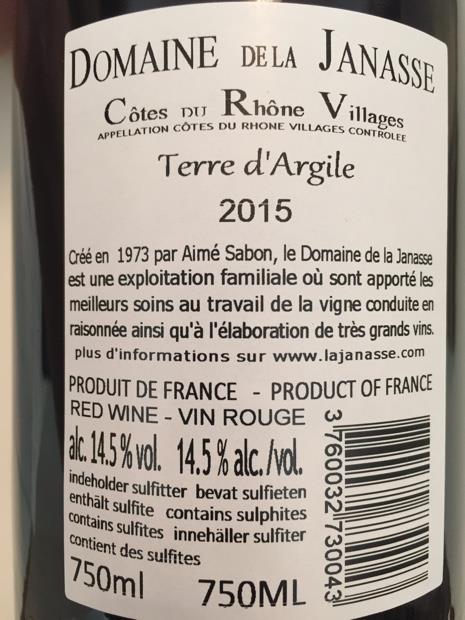 DOMAINE DE LA JANASSE
Côtes DU Rhône Villages
APPELLATION CÔTES DU RHONE VILLAGES CONTROLEE
Terre d'Argile
2015
Créé en 1973 par Aimé Sabon, le Domaine de la Janasse
est une exploitation familiale où sont apporté les
meilleurs soins au travail de la vigne conduite en
raisonnée ainsi qu'à l'élaboration de très grands vins.
plus d'informations sur www.lajanasse.com
PRODUIT DE FRANCE - PRODUCT OF FRANCE
RED WINE - VIN ROUGE
alc. 14.5 % vol. 14.5 % alc./vol.
indeholder sulfitter bevat sulfieten
enthält sulfite contains sulphites
contains sulfites innehäller sulfiter
contient des sulfites
750ml 750ML
3 760032 730043